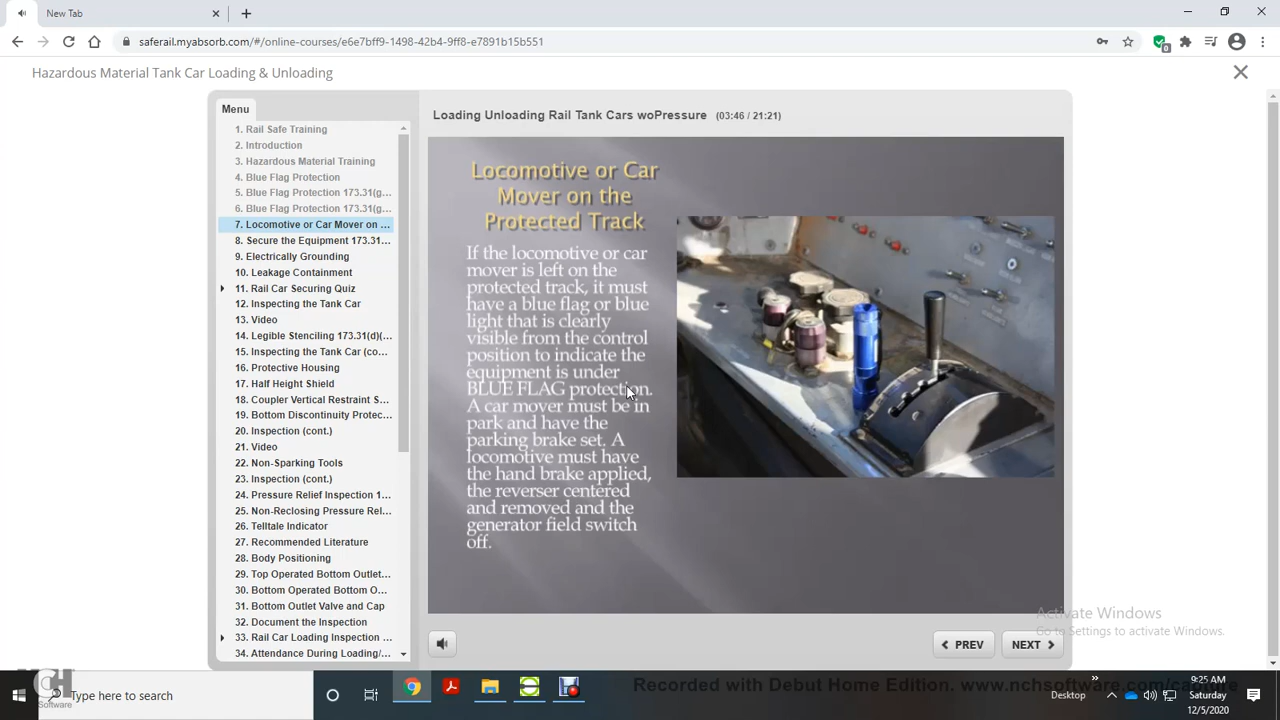 New Tab
saferail.myabsorb.com/#/online-courses/e6e7bff9-1498-42b4-9ff8-e7891b15b551
0
Hazardous Material Tank Car Loading & Unloading
Menu
1. Rail Safe Training
2. Introduction
3. Hazardous Material Training
4. Blue Flag Protection
5. Blue Flag Protection 173.31(g...
6. Blue Flag Protection 173.31(g...
7. Locomotive or Car Mover on ...
8. Secure the Equipment 173.31...
9. Electrically Grounding
10. Leakage Containment
11. Rail Car Securing Quiz
12. Inspecting the Tank Car
13. Video
14. Legible Stenciling 173.31(d)(...
15. Inspecting the Tank Car (co...
16. Protective Housing
17. Half Height Shield
18. Coupler Vertical Restraint S...
19. Bottom Discontinuity Protec...
20. Inspection (cont.)
21. Video
22. Non-Sparking Tools
23. Inspection (cont.)
24. Pressure Relief Inspection 1...
25. Non-Reclosing Pressure Rel...
26. Telltale Indicator
27. Recommended Literature
28. Body Positioning
29. Top Operated Bottom Outlet...
30. Bottom Operated Bottom O...
31. Bottom Outlet Valve and Cap
32. Document the Inspection
33. Rail Car Loading Inspection ...
34. Attendance During Loading/...
Loading Unloading Rail Tank Cars woPressure (03:46 / 21:21)
Locomotive or Car
Mover on the
Protected Track
If the locomotive or car
mover is left on the
protected track, it must
have a blue flag or blue
light that is clearly
visible from the control
position to indicate the
equipment is under
BLUE FLAG protection.
A car mover must be in
park and have the
parking brake set. A
locomotive must have
the hand brake applied,
the reverser centered
and removed and the
generator field switch
off.
PREV
NEXT
Activate Windows
Go to Settings to activate Windows.
NCH
Software
Type here to search
Recorded with Debut Home Edition. www.nchsoftware.com/capture
Desktop
9:25 AM
Saturday
12/5/2020